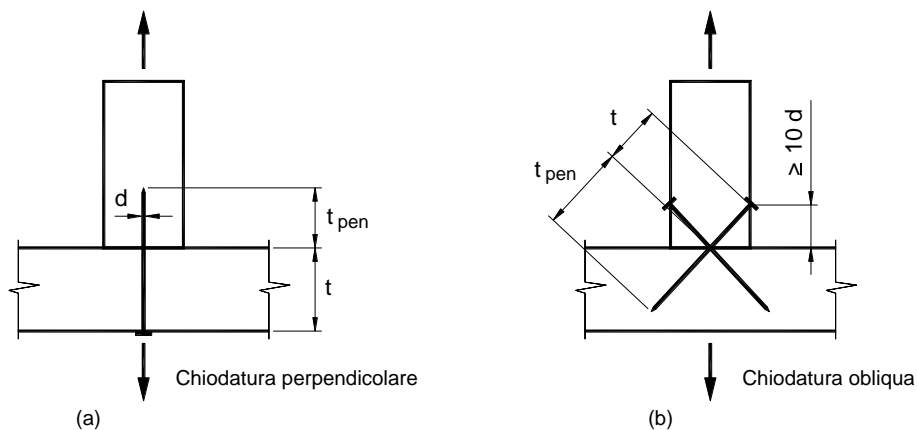 d
t pen
t
Chiodatura perpendicolare
(a)
t
t pen
≥ 10 d
Chiodatura obliqua
(b)